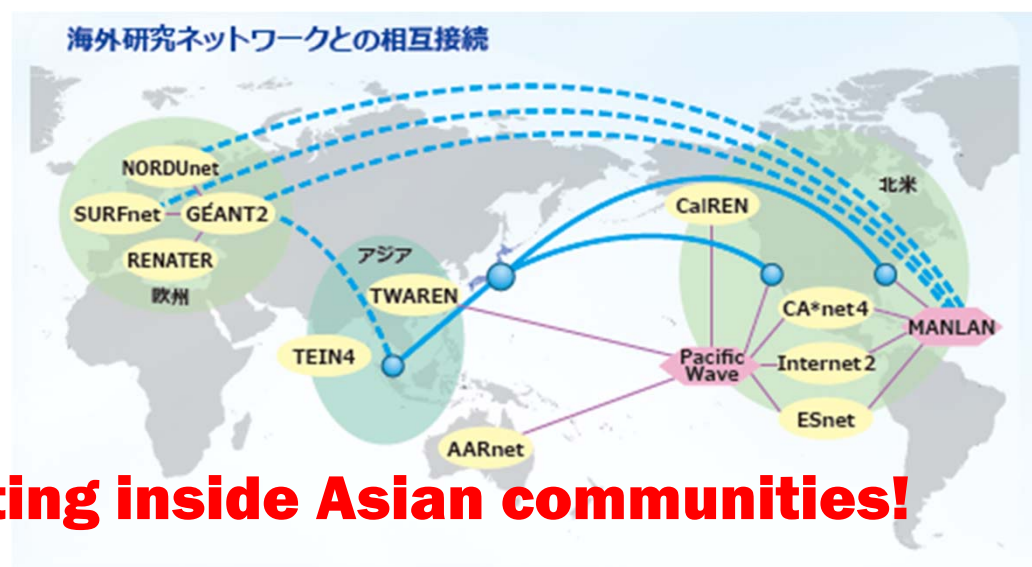 海外研究ネットワークとの相互接続
NORDUnet
SURFnet
GÉANT2
RENATER
欧州
アジア
TWAREN
TEIN4
AARnet
CalREN
北米
CA*net4
MANLAN
Pacific
Wave
Internet2
ESnet
ting inside Asian communities!